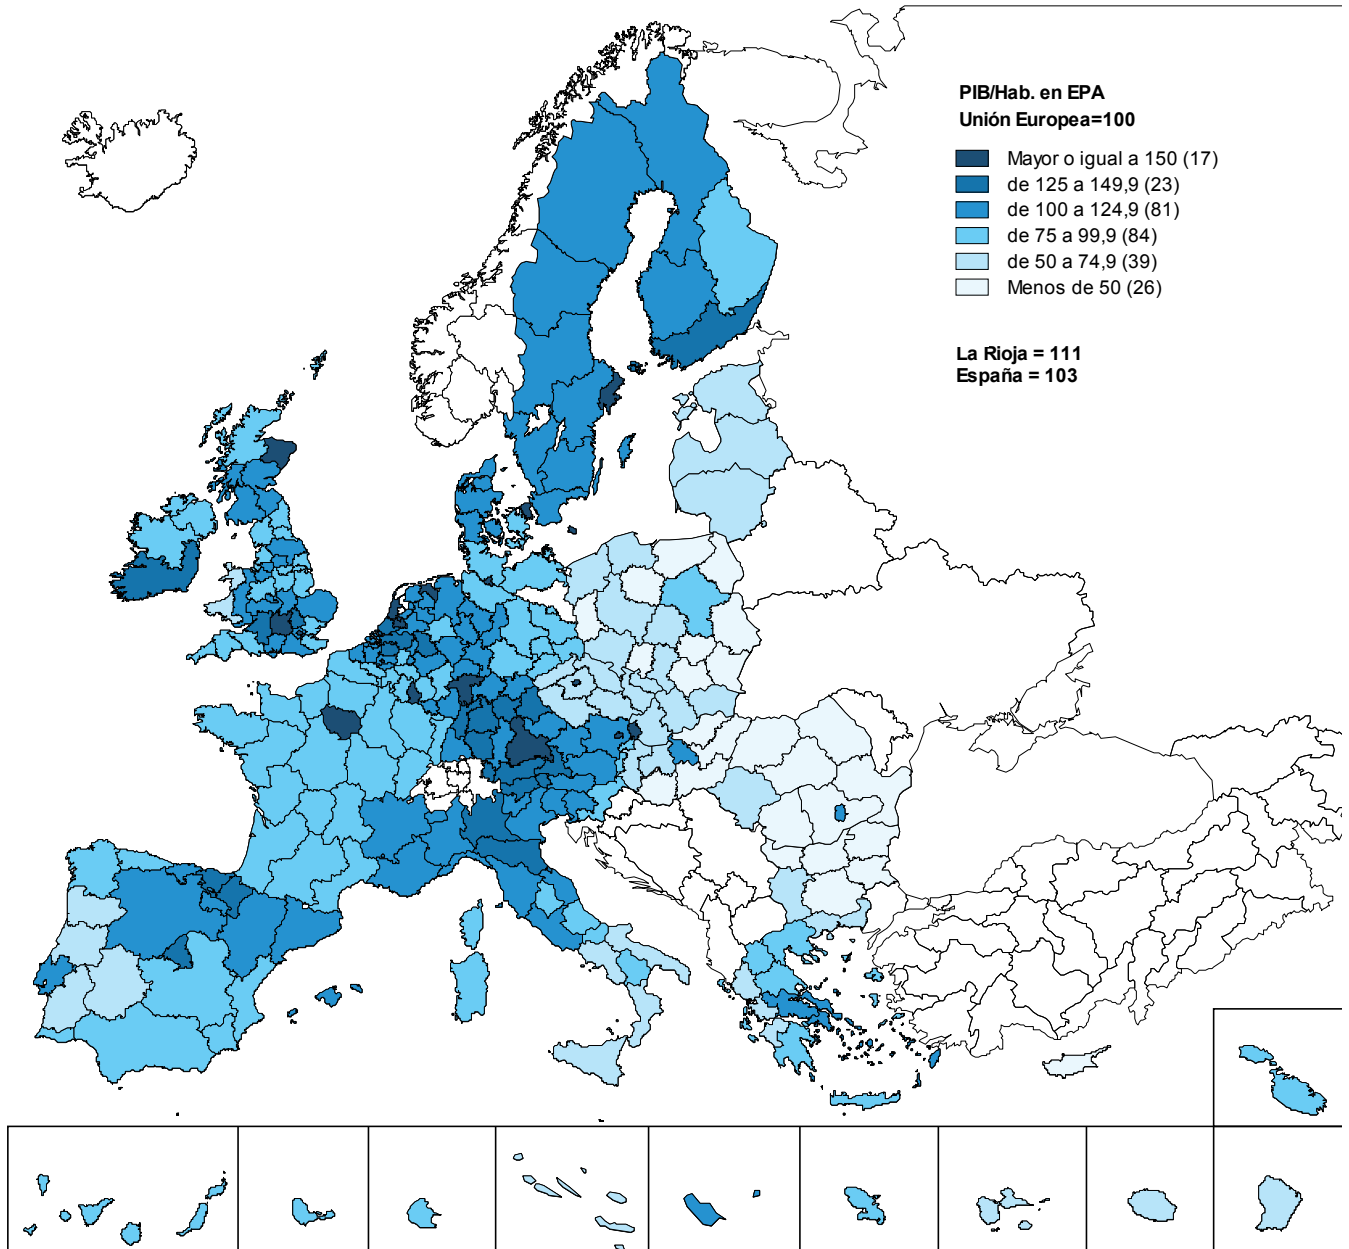 PIB/Hab. en EPA
Unión Europea=100
Mayor o igual a 150 (17)
de 125 a 149,9 (23)
de 100 a 124,9 (81)
de 75 a 99,9 (84)
de 50 a 74,9 (39)
Menos de 50 (26)
La Rioja = 111
España = 103